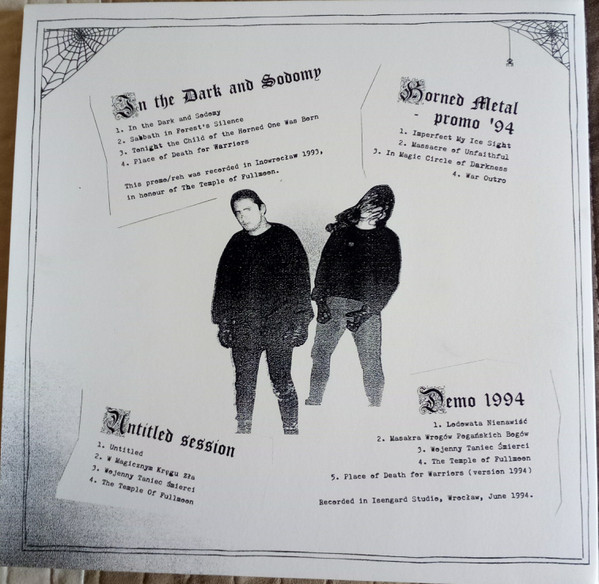 In the Dark and Sodomy
1. In the Dark and Sodomy
2. Sabbath in Forest's Silence
3. Tonight the Child of the Horned One Was Born
4. Place of Death for Warriors
This promo/reh was recorded in Inowrocław 1993,
in honour of The Temple of Fullmoon.
Horned Metal
- promo '94
1. Imperfect My Ice Sight
2. Massacre of Unfaithful
3. In Magic Circle of Darkness
4. War Outro
Untitled session
1. Untitled
2. W Magicznym Kręgu Zła
3. Wojenny Taniec Śmierci
4. The Temple Of Fullmoon
Demo 1994
1. Lodowata Nienawiść
2. Masakra Wrogów Pogańskich Bogów
3. Wojenny Taniec Śmierci
4. The Temple of Fullmoon
5. Place of Death for Warriors (version 1994)
Recorded in Isengard Studio, Wrocław, June 1994.